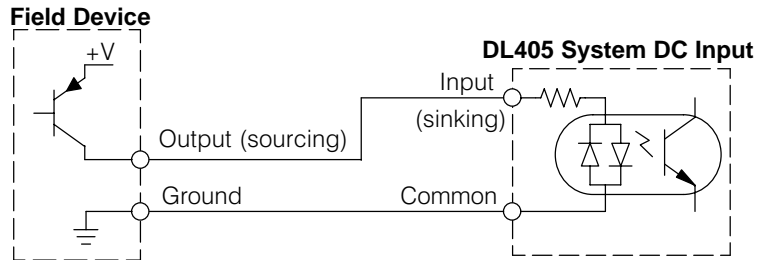 Field Device
+V
DL405 System DC Input
Input
(sinking)
Output (sourcing)
Ground
Common